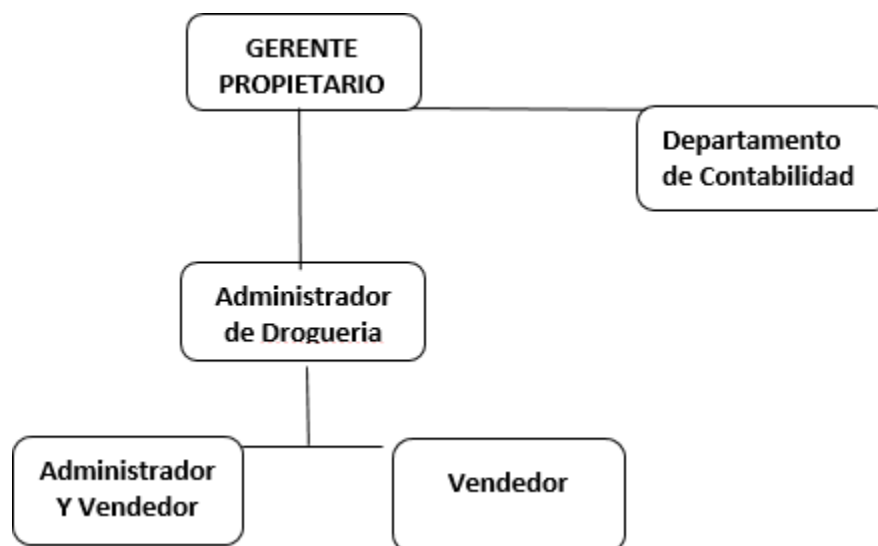 GERENTE
PROPIETARIO
Departamento
de Contabilidad
Administrador
de Drogueria
Administrador
Y Vendedor
Vendedor